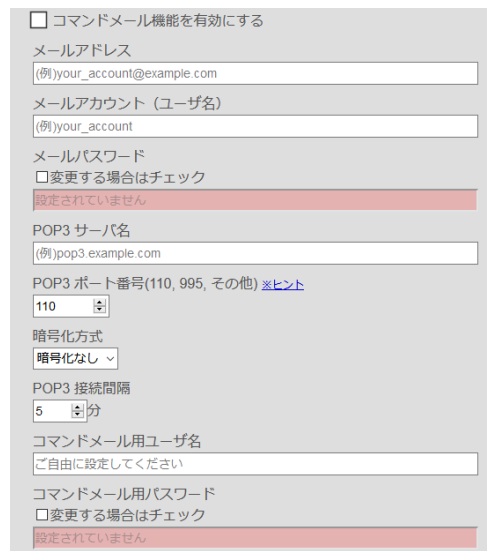 コマンドメール機能を有効にする
メールアドレス
(例)your_account@example.com
メールアカウント（ユーザ名）
(例)your_account
メールパスワード
変更する場合はチェック
設定されていません
POP3 サーバ名
(例)pop3.example.com
POP3 ポート番号(110, 995, その他) ※ヒント
110
暗号化方式
暗号化なし
POP3 接続間隔
5 分
コマンドメール用ユーザ名
ご自由に設定してください
コマンドメール用パスワード
変更する場合はチェック
設定されていません